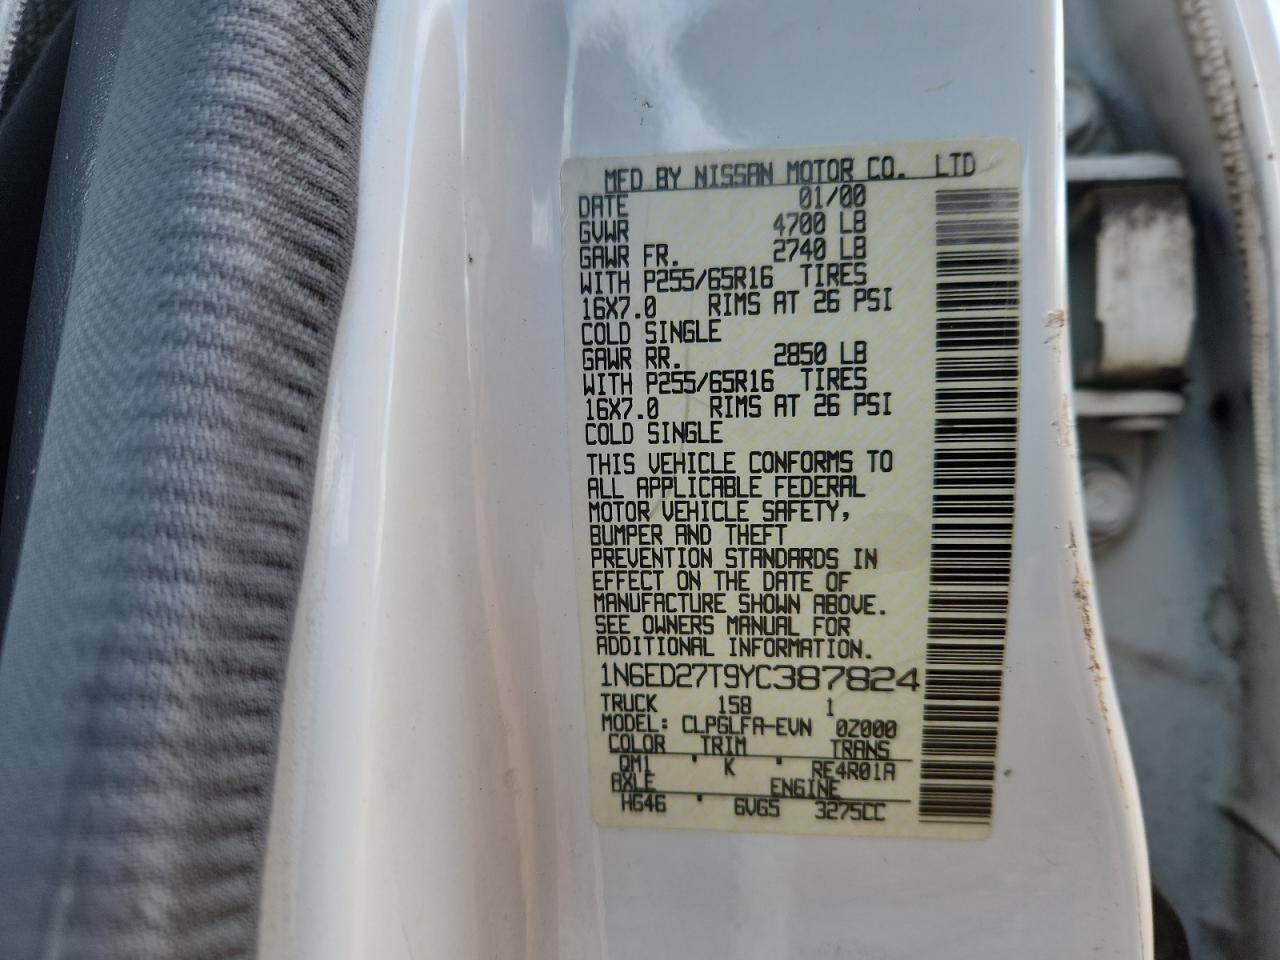 MFD BY NISSAN MOTOR CO. LTD
DATE 01/00
GVWR 4700 LB
GAWR FR. 2740 LB
WITH P255/65R16 TIRES
16X7.0 RIMS AT 26 PSI
COLD SINGLE
GAWR RR. 2850 LB
WITH P255/65R16 TIRES
16X7.0 RIMS AT 26 PSI
COLD SINGLE
THIS VEHICLE CONFORMS TO
ALL APPLICABLE FEDERAL
MOTOR VEHICLE SAFETY,
BUMPER AND THEFT
PREVENTION STANDARDS IN
EFFECT ON THE DATE OF
MANUFACTURE SHOWN ABOVE.
SEE OWNERS MANUAL FOR
ADDITIONAL INFORMATION.
1N6ED27T9YC387824
TRUCK 158 1
MODEL: CLPGLFA-EVN 0Z000
COLOR TRIM TRANS
QM1 ' K ' RE4R01A
AXLE ENGINE
HG46 ' GVG5 3275CC